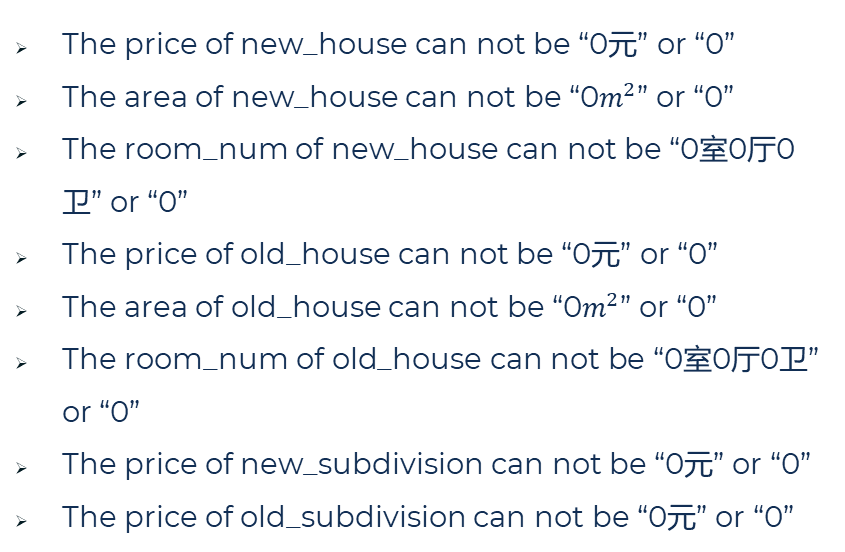 ➢ The price of new_house can not be “0元” or “0”
➢ The area of new_house can not be “0m²” or “0”
➢ The room_num of new_house can not be “0室0厅0
卫” or “0”
➢ The price of old_house can not be “0元” or “0”
➢ The area of old_house can not be “0m²” or “0”
➢ The room_num of old_house can not be “0室0厅0卫”
or “0”
➢ The price of new_subdivision can not be “0元” or “0”
➢ The price of old_subdivision can not be “0元” or “0”